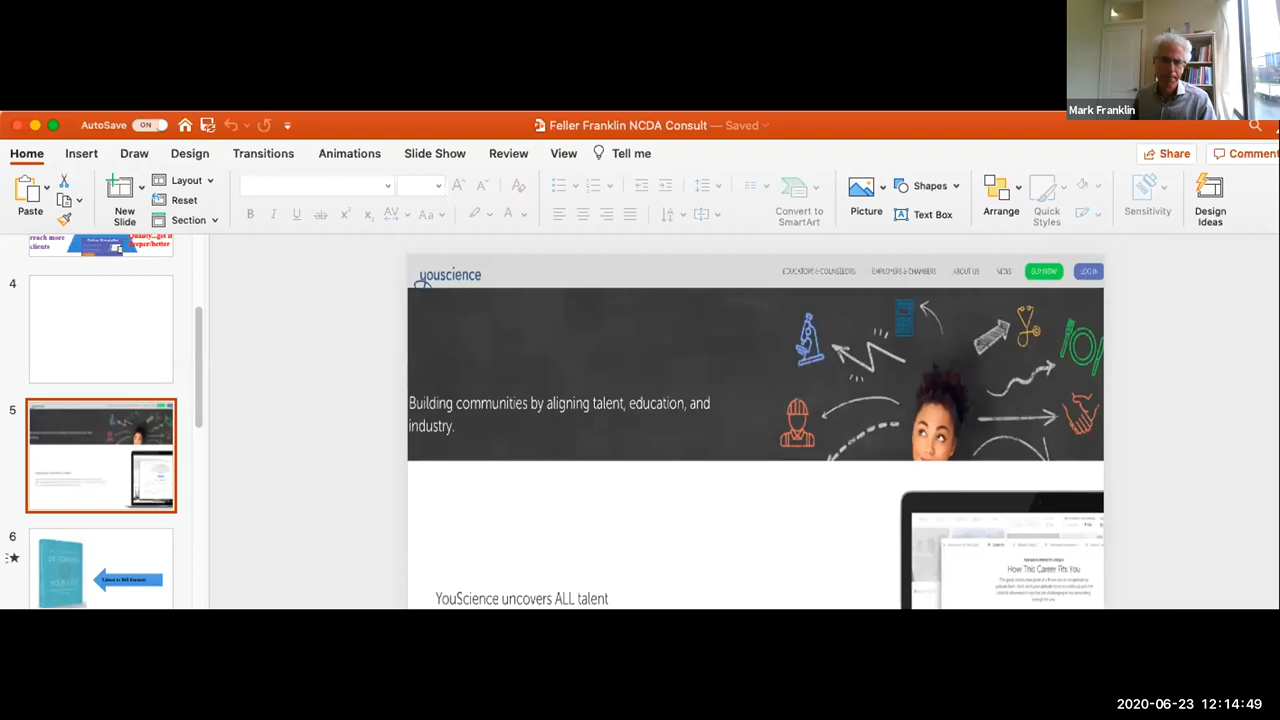 Mark Franklin
AutoSave ON
Feller Franklin NCDA Consult — Saved
Home Insert Draw Design Transitions Animations Slide Show Review View Tell me
Share Comment
Paste
New Slide
Layout
Reset
Section
Convert to SmartArt
Picture
Shapes
Text Box
Arrange
Quick Styles
Sensitivity
Design Ideas
reach more
clients
4
5
6
youscience
EDUCATORS & COUNSELORS EMPLOYERS & CHAMBERS ABOUT US NEWS BUY NOW LOG IN
Building communities by aligning talent, education, and
industry.
How This Career Fits You
YouScience uncovers ALL talent
2020-06-23 12:14:49